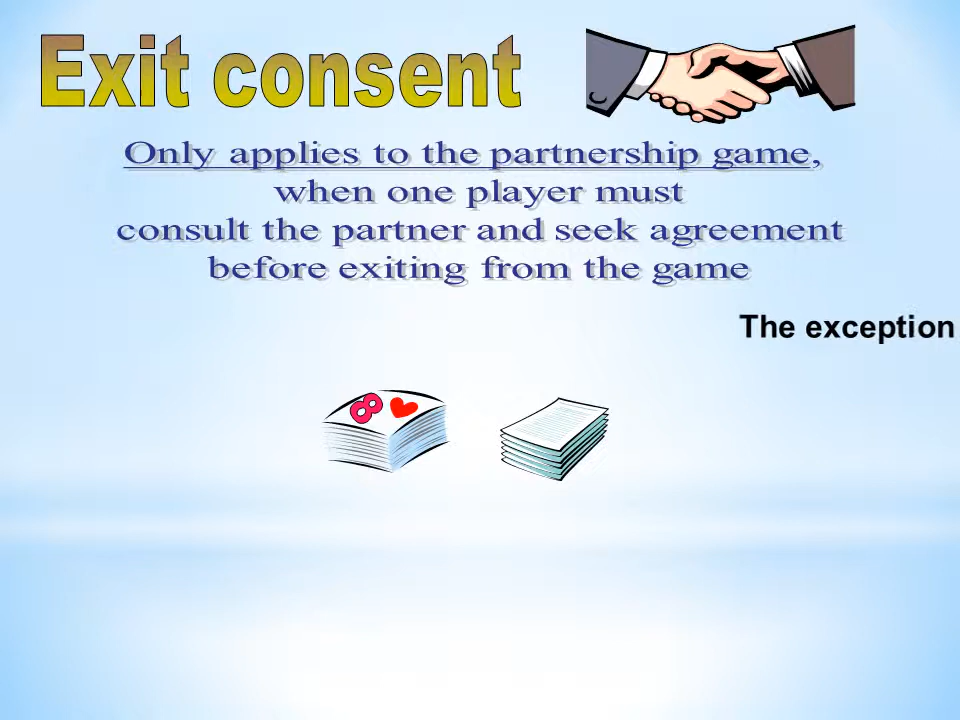 Exit consent
Only applies to the partnership game,
when one player must
consult the partner and seek agreement
before exiting from the game
The exception
8